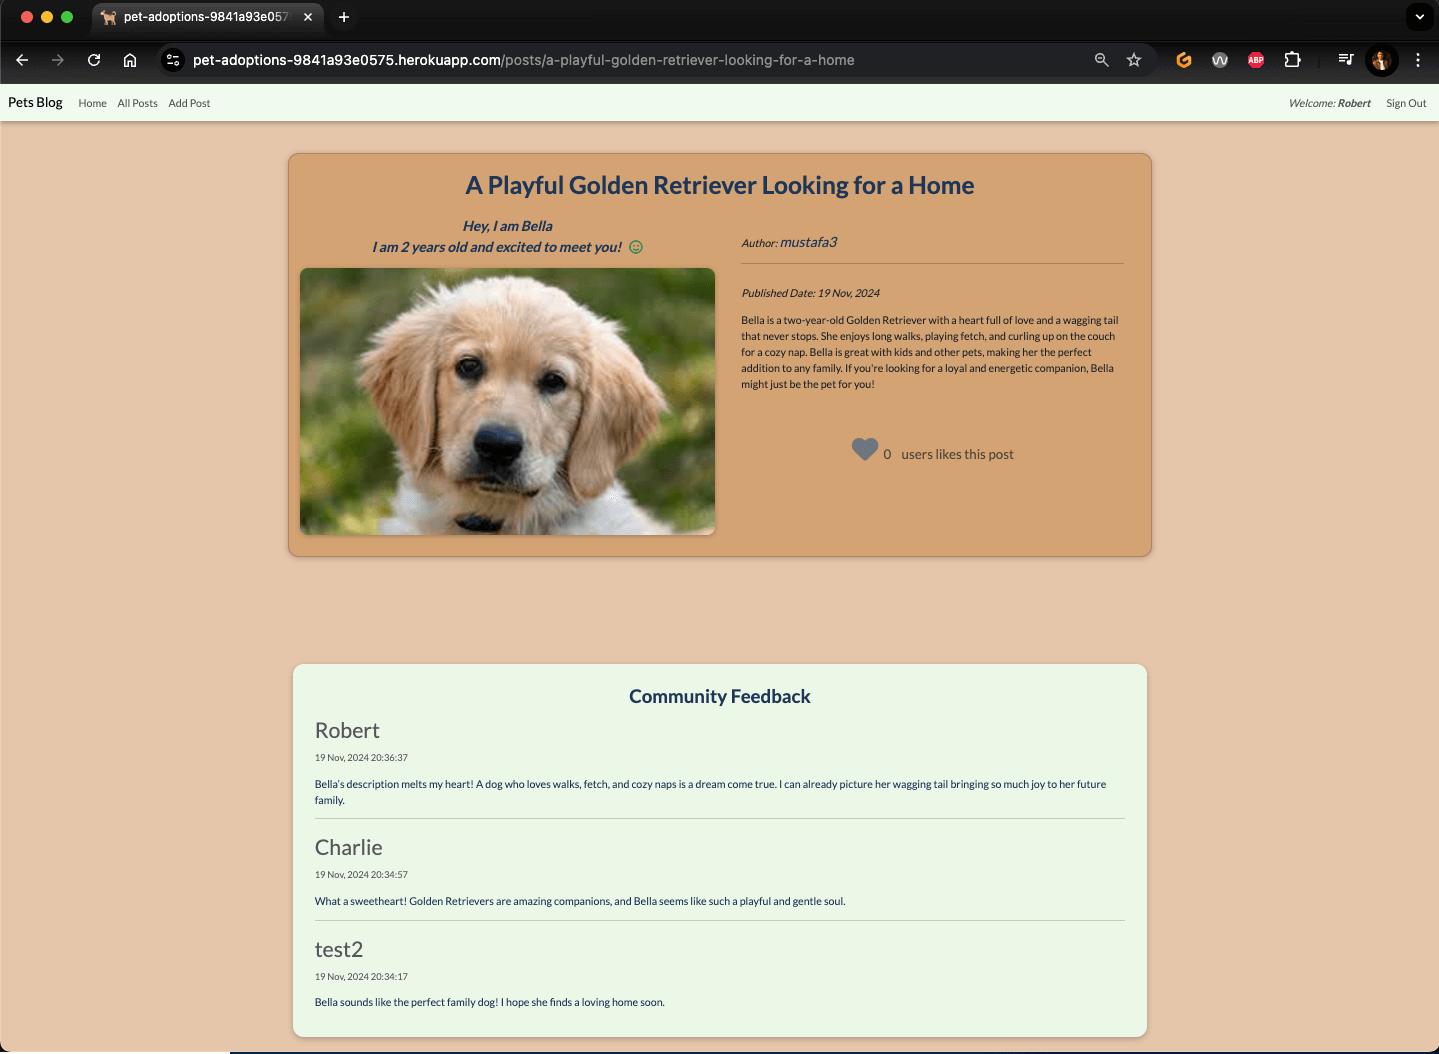 pet-adoptions-9841a93e057
pet-adoptions-9841a93e0575.herokuapp.com/posts/a-playful-golden-retriever-looking-for-a-home
ABP
Pets Blog Home All Posts Add Post Welcome: Robert Sign Out
A Playful Golden Retriever Looking for a Home
Hey, I am Bella
I am 2 years old and excited to meet you!
Author: mustafa3
Published Date: 19 Nov, 2024
Bella is a two-year-old Golden Retriever with a heart full of love and a wagging tail
that never stops. She enjoys long walks, playing fetch, and curling up on the couch
for a cozy nap. Bella is great with kids and other pets, making her the perfect
addition to any family. If you're looking for a loyal and energetic companion, Bella
might just be the pet for you!
0 users likes this post
Community Feedback
Robert
19 Nov, 2024 20:36:37
Bella's description melts my heart! A dog who loves walks, fetch, and cozy naps is a dream come true. I can already picture her wagging tail bringing so much joy to her future
family.
Charlie
19 Nov, 2024 20:34:57
What a sweetheart! Golden Retrievers are amazing companions, and Bella seems like such a playful and gentle soul.
test2
19 Nov, 2024 20:34:17
Bella sounds like the perfect family dog! I hope she finds a loving home soon.